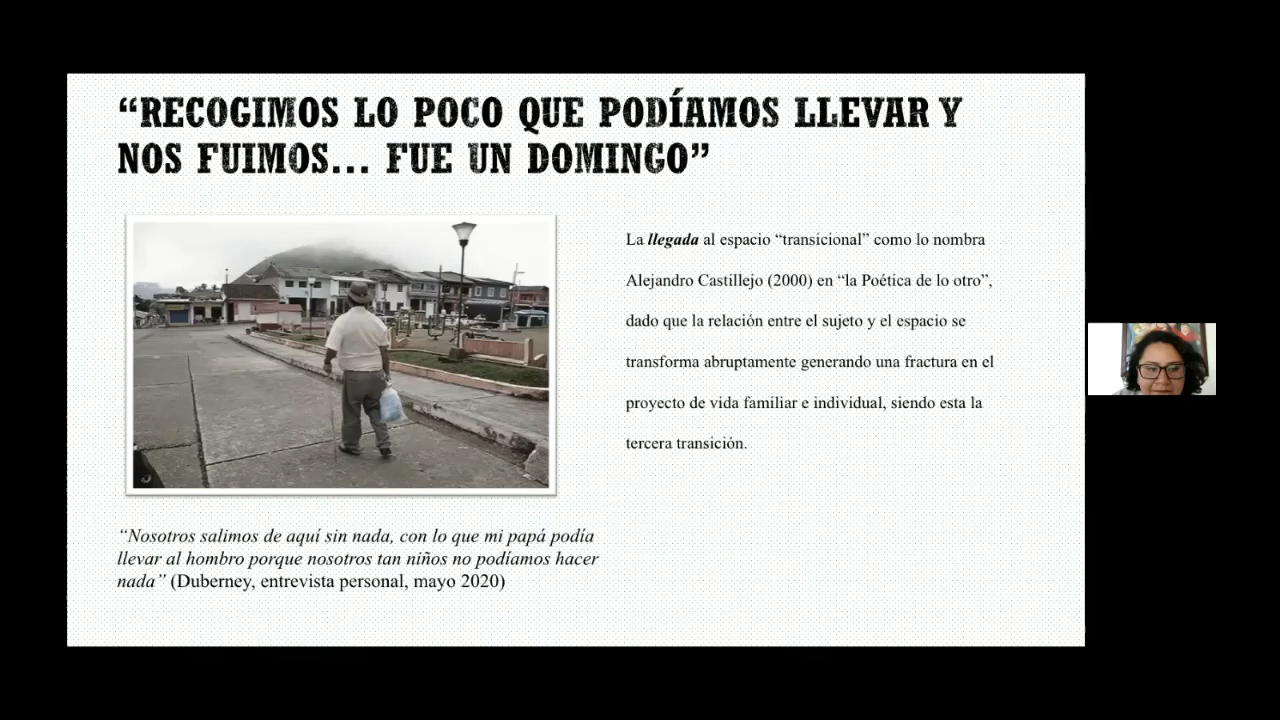 “RECOGIMOS LO POCO QUE PODÍAMOS LLEVAR Y
NOS FUIMOS... FUE UN DOMINGO”
La llegada al espacio “transicional” como lo nombra
Alejandro Castillejo (2000) en “la Poética de lo otro”,
dado que la relación entre el sujeto y el espacio se
transforma abruptamente generando una fractura en el
proyecto de vida familiar e individual, siendo esta la
tercera transición.
“Nosotros salimos de aquí sin nada, con lo que mi papá podía
llevar al hombro porque nosotros tan niños no podíamos hacer
nada” (Duberney, entrevista personal, mayo 2020)